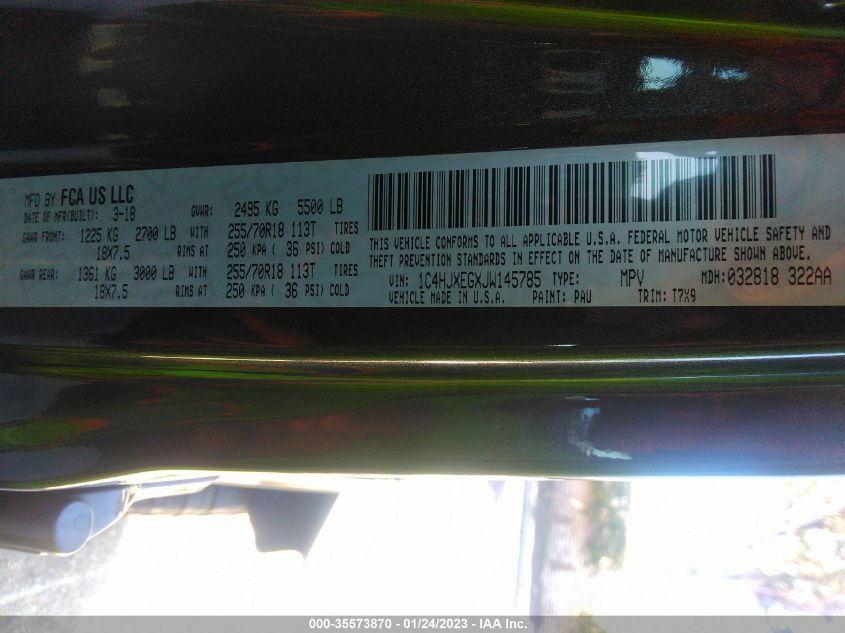 MFD BY FCA US LLC
DATE OF MFR(BUILT): 3-18 GVWR: 2495 KG 5500 LB
GAWR FRONT: 1225 KG 2700 LB WITH 255/70R18 113T TIRES
18X7.5 RIMS AT 250 KPA ( 36 PSI) COLD
GAWR REAR: 1361 KG 3000 LB WITH 255/70R18 113T TIRES
18X7.5 RIMS AT 250 KPA ( 36 PSI) COLD
THIS VEHICLE CONFORMS TO ALL APPLICABLE U.S.A. FEDERAL MOTOR VEHICLE SAFETY AND
THEFT PREVENTION STANDARDS IN EFFECT ON THE DATE OF MANUFACTURE SHOWN ABOVE.
VIN: 1C4HJXEGXJW145785 TYPE: MPV MDH:032818 322AA
VEHICLE MADE IN U.S.A. PAINT: PAU TRIM: T7X9
000-35573870 - 01/24/2023 - IAA Inc.